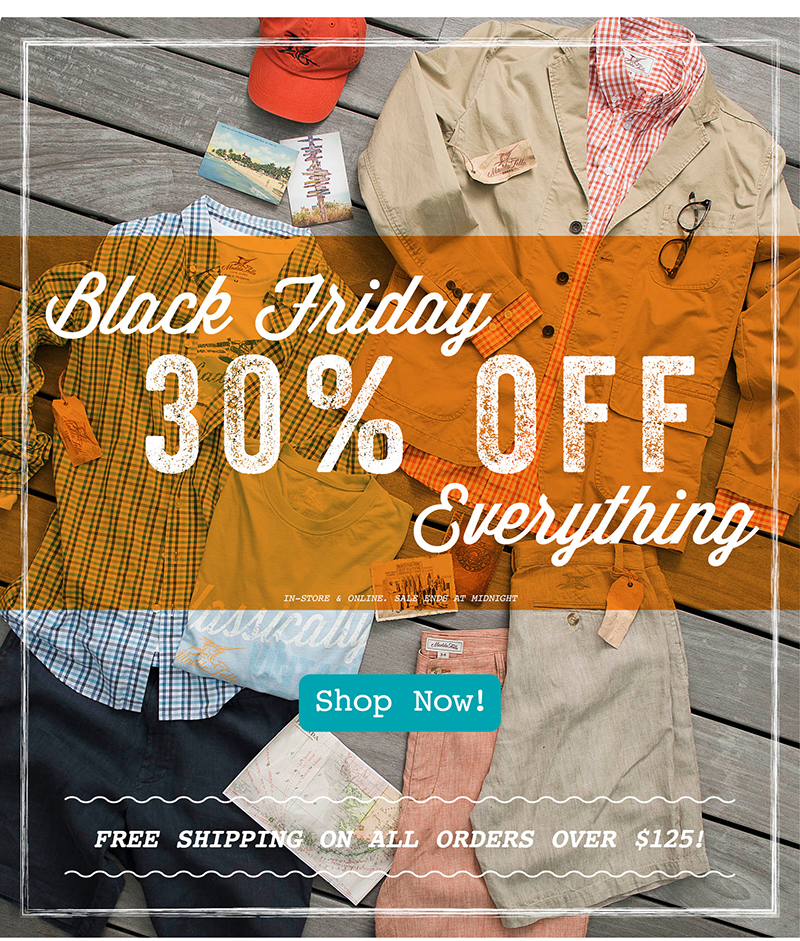 Black Friday
30% OFF
Everything
IN-STORE & ONLINE. SALE ENDS AT MIDNIGHT
34
Shop Now!
FREE SHIPPING ON ALL ORDERS OVER $125!